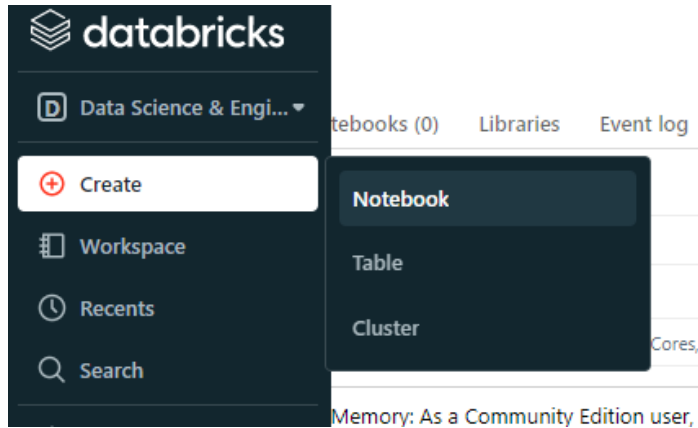 databricks
D Data Science & Engi...
Create
Workspace
Recents
Search
tebooks (0) Libraries Event log
Notebook
Table
Cluster
Cores,
Memory: As a Community Edition user,